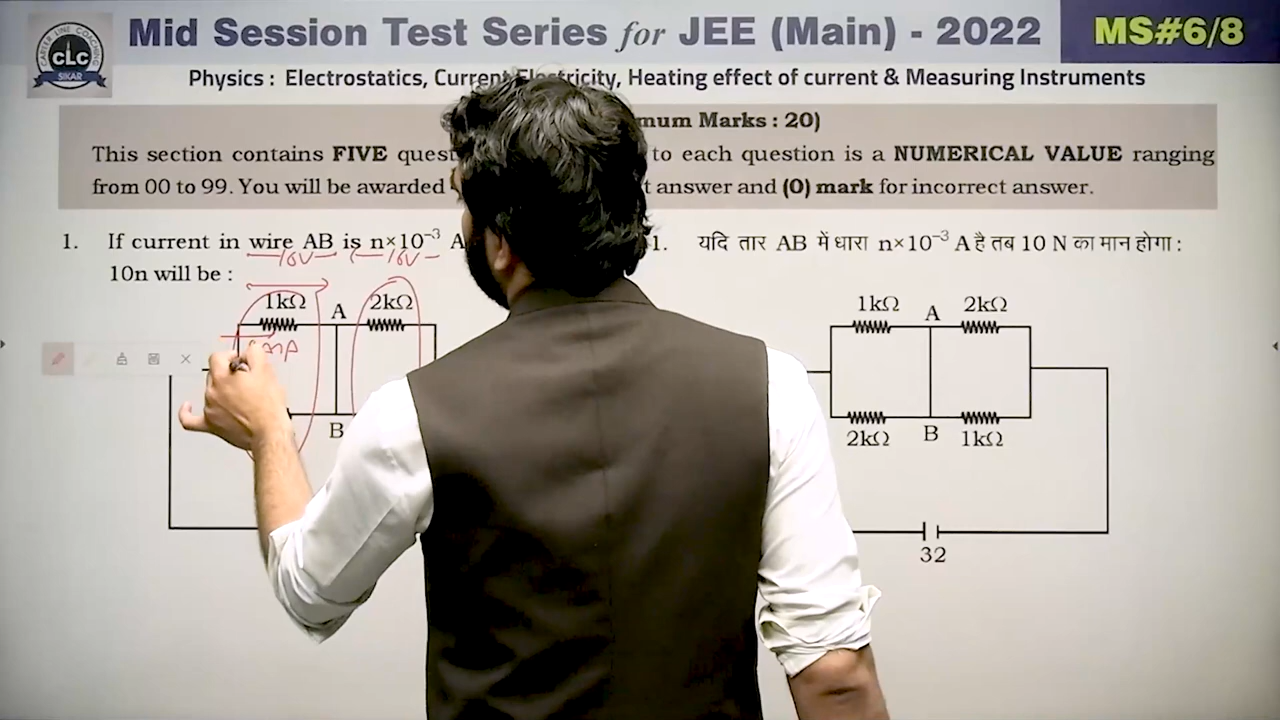 Mid Session Test Series for JEE (Main) - 2022
MS#6/8
CAREER LINE COACHING
CLC
SIKAR
Physics : Electrostatics, Current Electricity, Heating effect of current & Measuring Instruments
Marks : 20)
This section contains FIVE to each question is a NUMERICAL VALUE ranging
from 00 to 99. You will be awarded answer and (0) mark for incorrect answer.
1. If current in wire AB is n×10⁻³ A
10n will be :
16V 16V
1kΩ A 2kΩ
B
1. यदि तार AB में धारा n×10⁻³ A है तब 10 N का मान होगा :
1kΩ A 2kΩ
2kΩ B 1kΩ
32